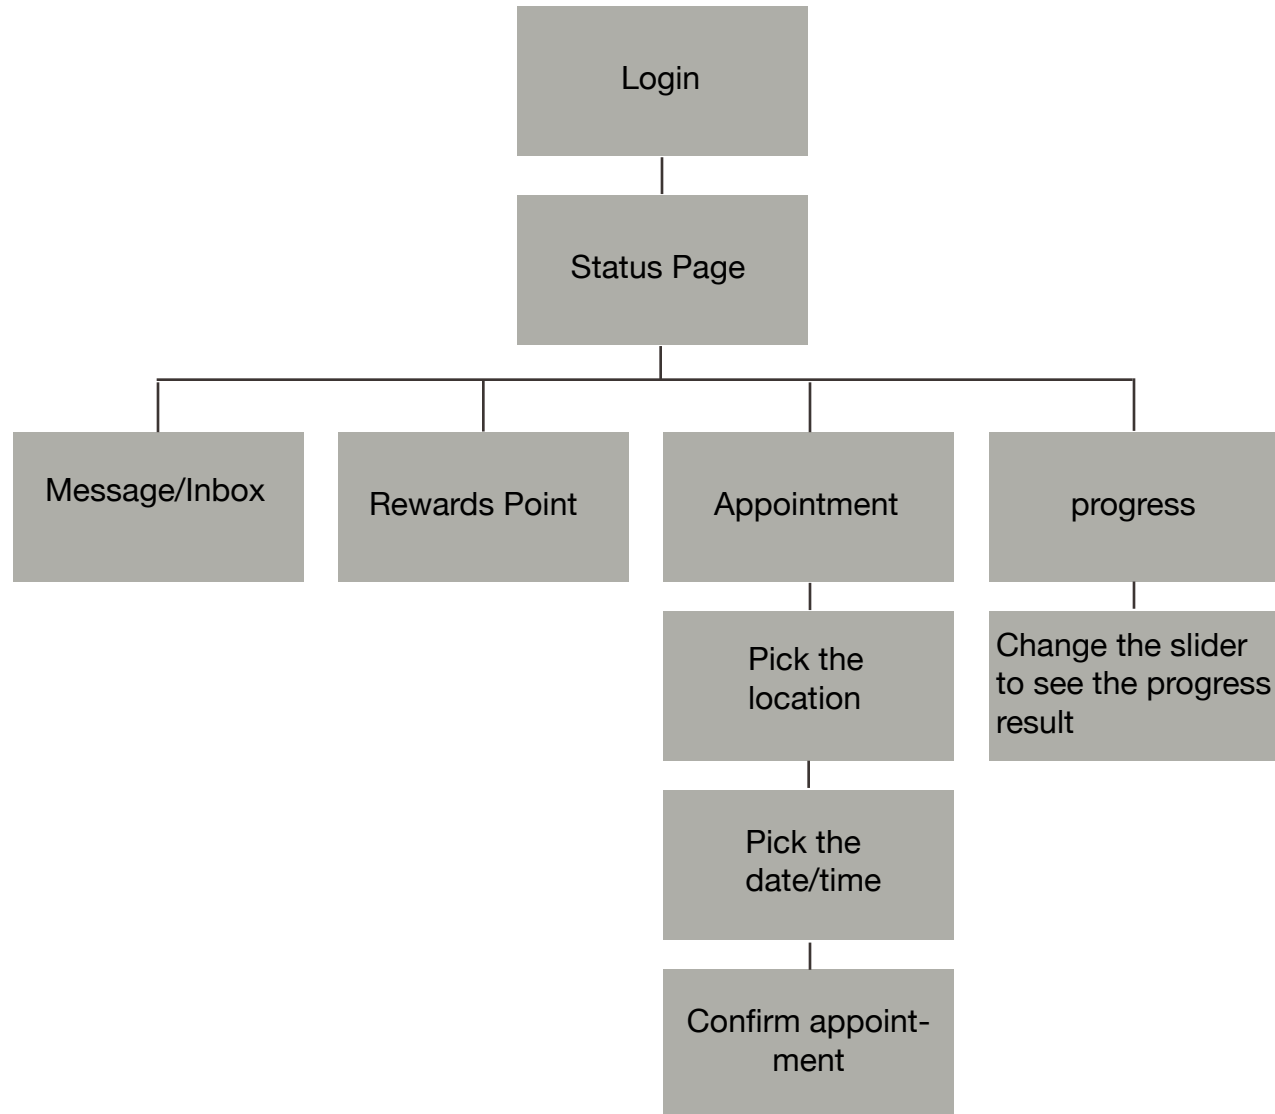 Login
Status Page
Message/Inbox
Rewards Point
Appointment
progress
Pick the
location
Change the slider
to see the progress
result
Pick the
date/time
Confirm appoint-
ment